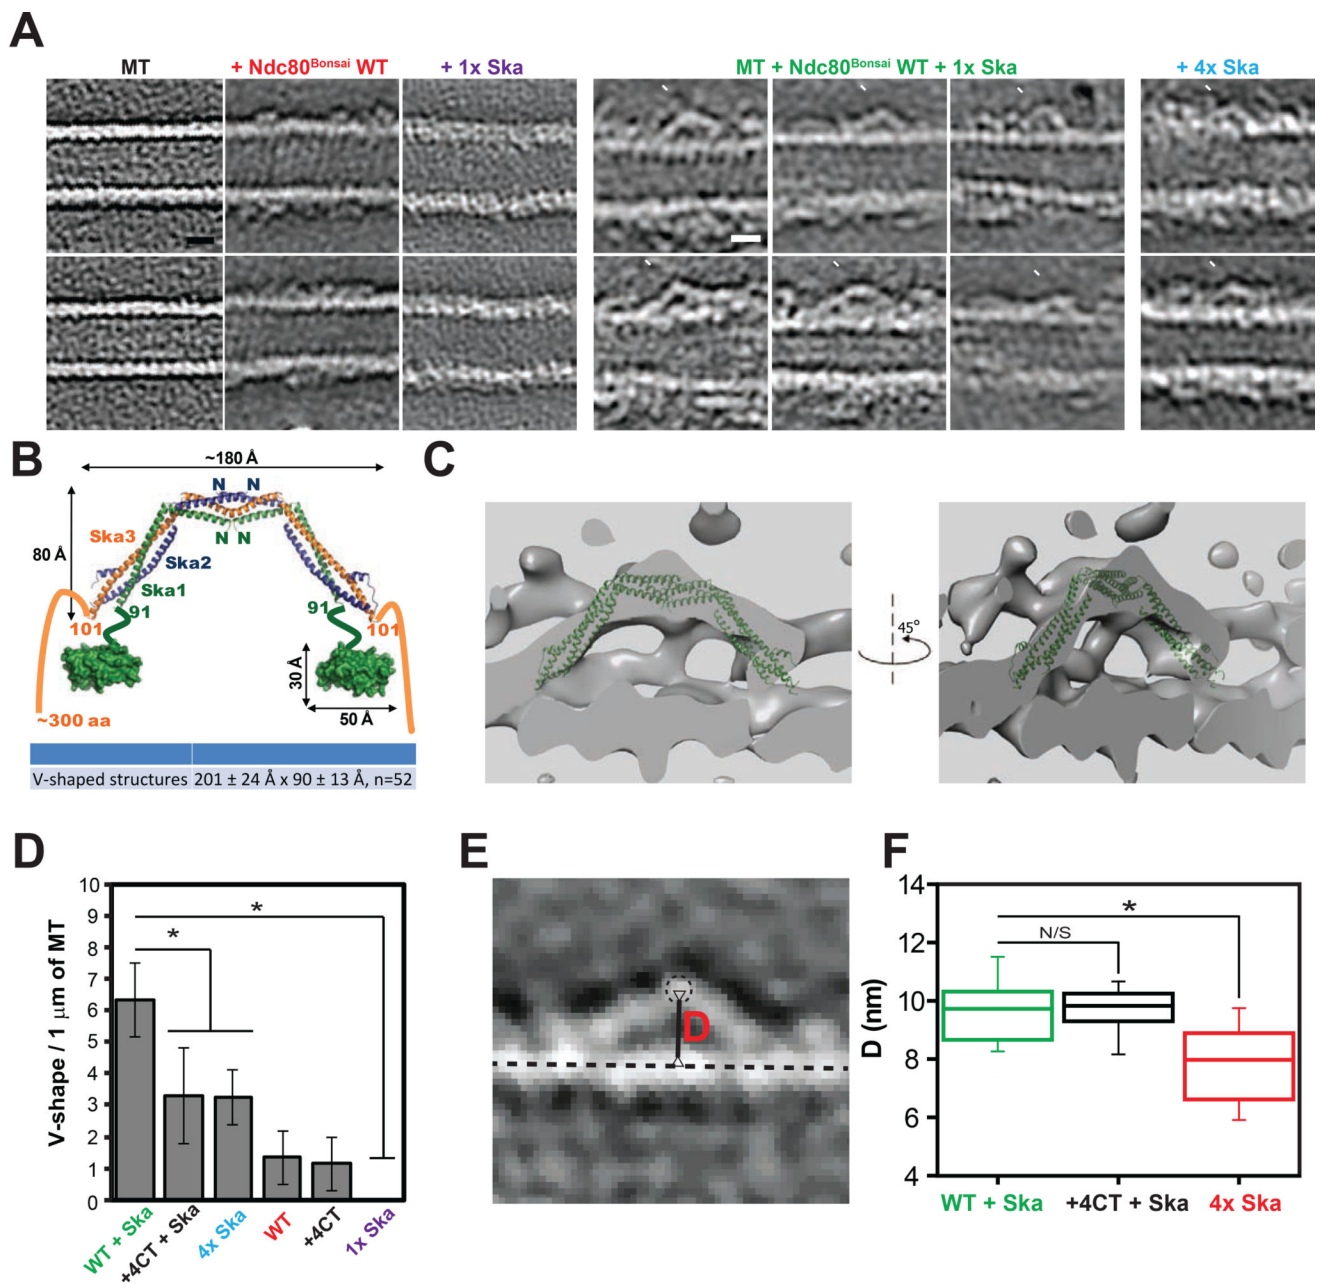 A
MT
+ Ndc80Bonsai WT
+ 1x Ska
MT + Ndc80Bonsai WT + 1x Ska
+ 4x Ska
B
~180 Å
N N
Ska3
80 Å
N N
Ska2
Ska1
91
91
101
101
30 Å
~300 aa
50 Å
V-shaped structures 201 ± 24 Å x 90 ± 13 Å, n=52
C
45°
D
V-shape / 1 μm of MT
10
9
8
7
6
5
4
3
2
1
0
*
*
WT + Ska
+4CT + Ska
4x Ska
WT
+4CT
1x Ska
E
D
F
D (nm)
14
12
10
8
6
4
*
N/S
WT + Ska
+4CT + Ska
4x Ska